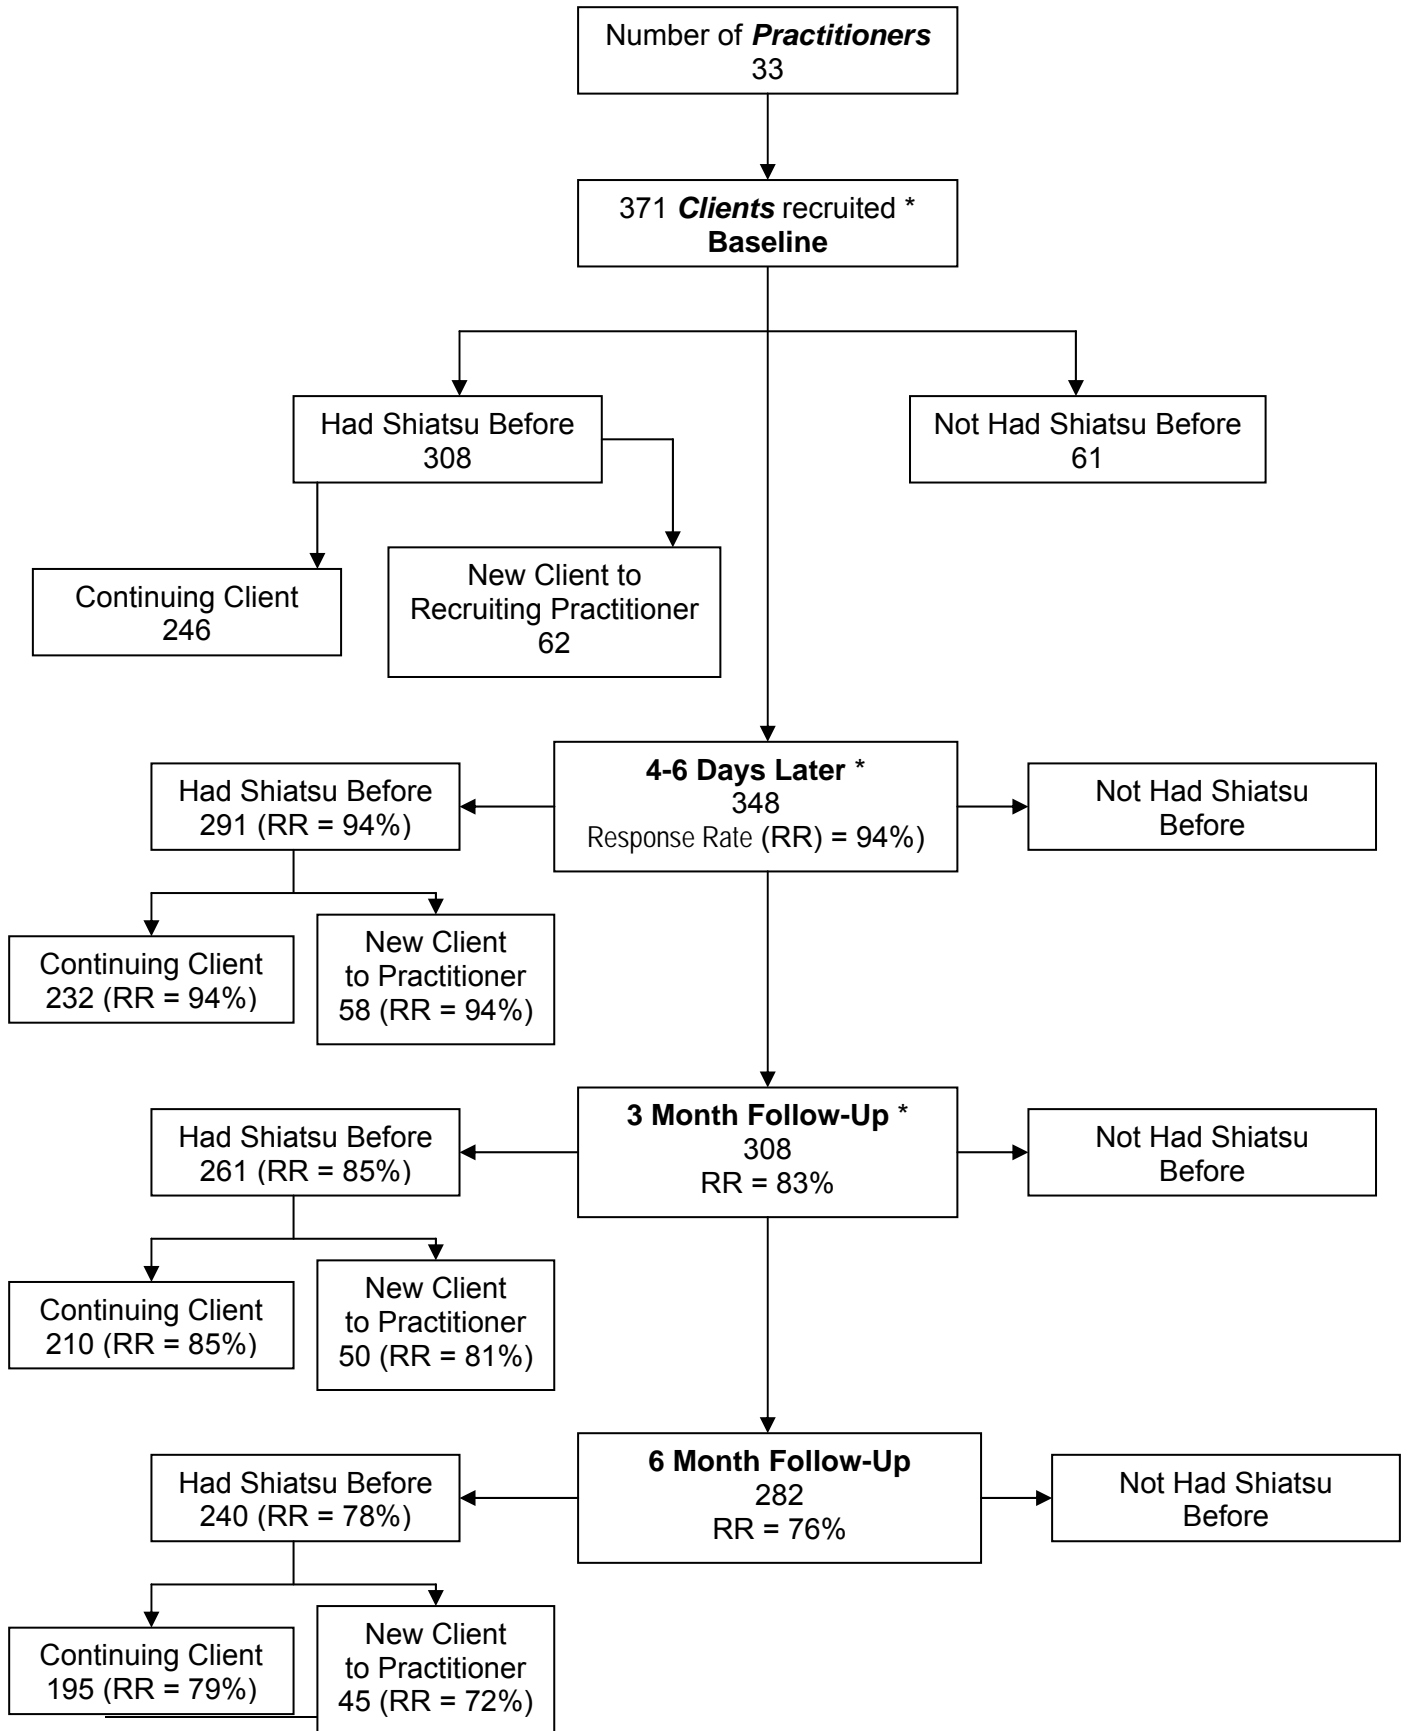 Number of Practitioners
33
371 Clients recruited *
Baseline
Had Shiatsu Before
308
Not Had Shiatsu Before
61
Continuing Client
246
New Client to
Recruiting Practitioner
62
4-6 Days Later *
348
Response Rate (RR) = 94%)
Had Shiatsu Before
291 (RR = 94%)
Not Had Shiatsu
Before
Continuing Client
232 (RR = 94%)
New Client
to Practitioner
58 (RR = 94%)
3 Month Follow-Up *
308
RR = 83%
Had Shiatsu Before
261 (RR = 85%)
Not Had Shiatsu
Before
Continuing Client
210 (RR = 85%)
New Client
to Practitioner
50 (RR = 81%)
6 Month Follow-Up
282
RR = 76%
Had Shiatsu Before
240 (RR = 78%)
Not Had Shiatsu
Before
Continuing Client
195 (RR = 79%)
New Client
to Practitioner
45 (RR = 72%)